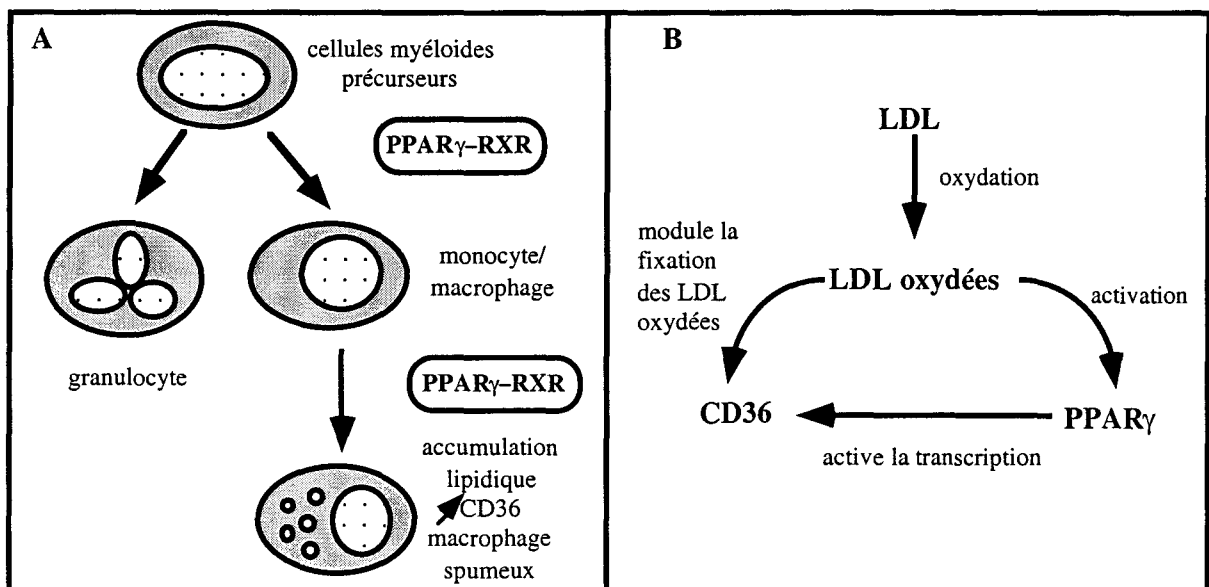 A
cellules myéloides
précurseurs
PPARγ–RXR
monocyte/
macrophage
granulocyte
PPARγ–RXR
accumulation
lipidique
CD36
macrophage
spumeux
B
LDL
oxydation
module la
fixation
des LDL
oxydées
LDL oxydées
activation
CD36
PPARγ
active la transcription